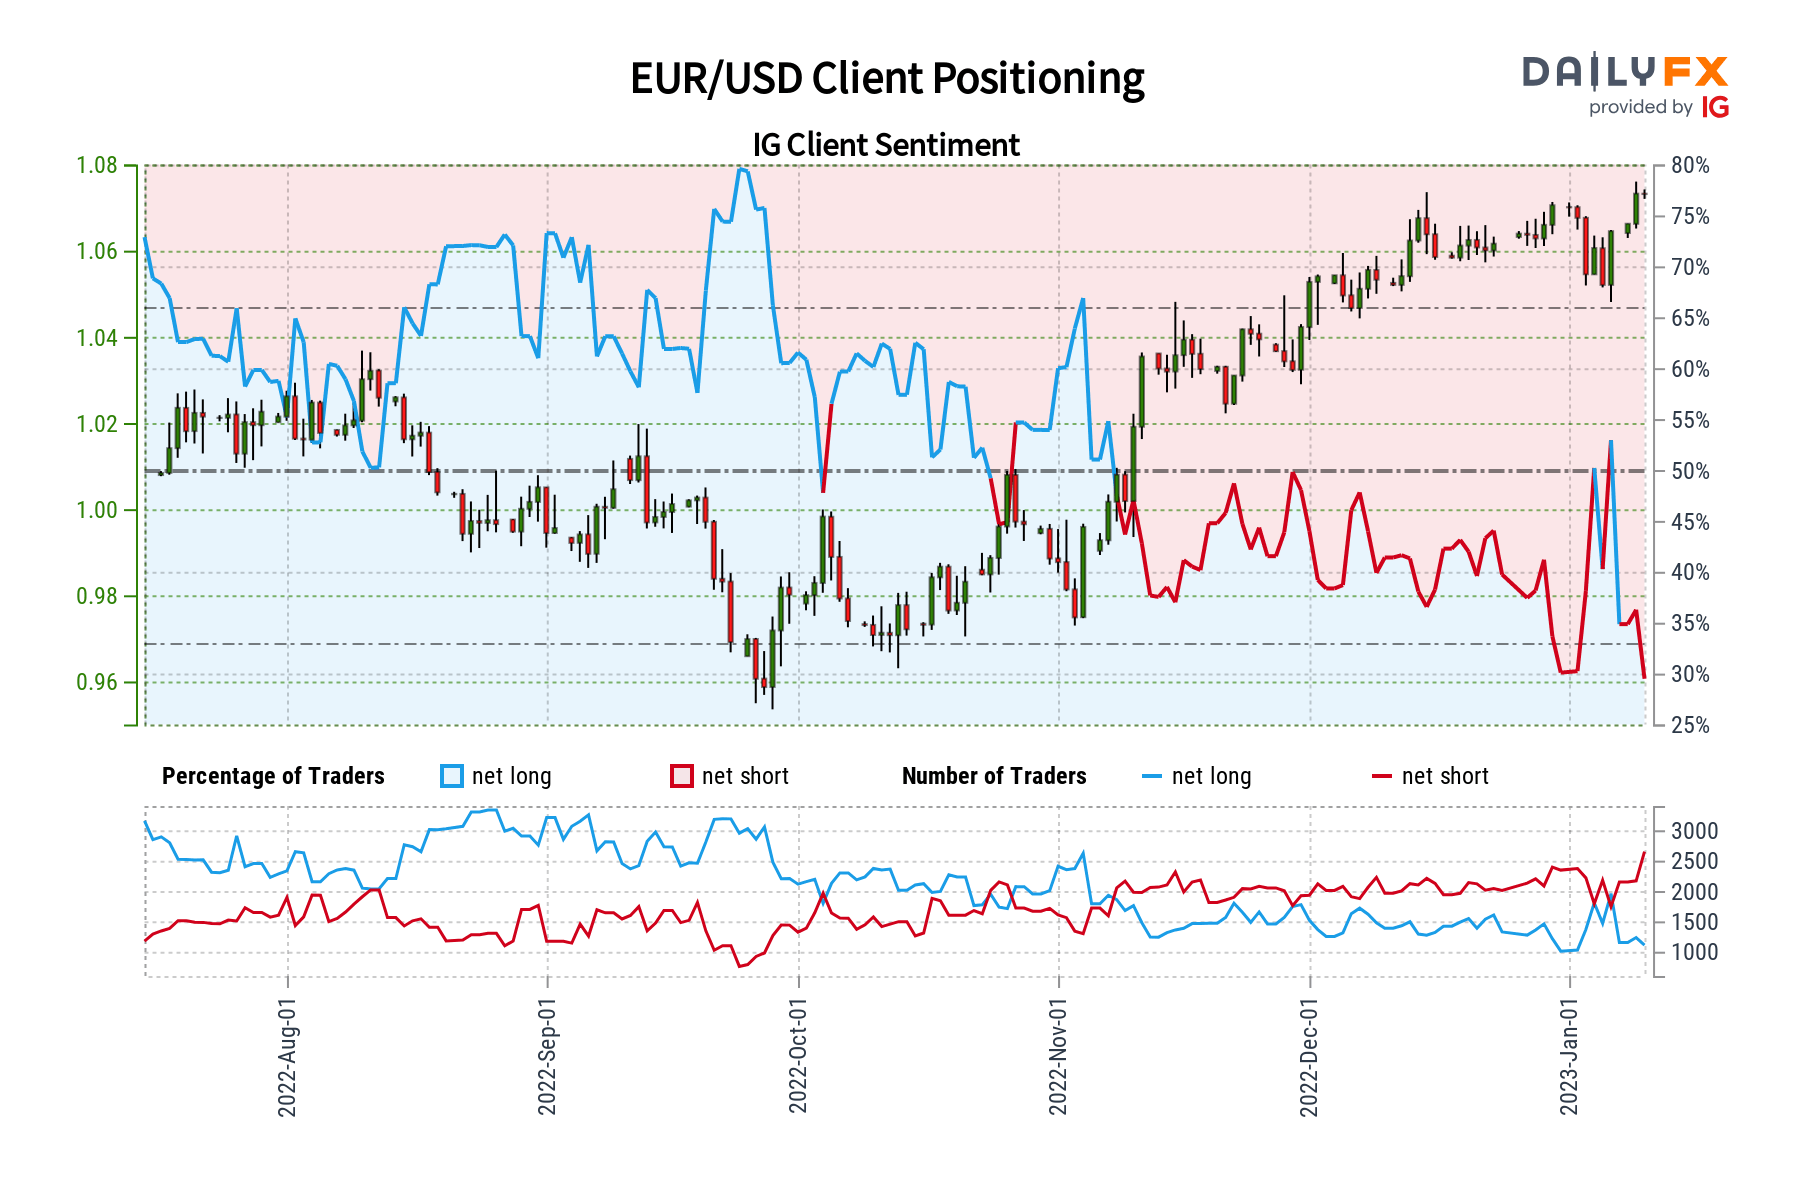 EUR/USD Client Positioning
DAILYFX
provided by IG
IG Client Sentiment
1.08
1.06
1.04
1.02
1.00
0.98
0.96
80%
75%
70%
65%
60%
55%
50%
45%
40%
35%
30%
25%
Percentage of Traders net long net short Number of Traders net long net short
3000
2500
2000
1500
1000
2022-Aug-01
2022-Sep-01
2022-Oct-01
2022-Nov-01
2022-Dec-01
2023-Jan-01